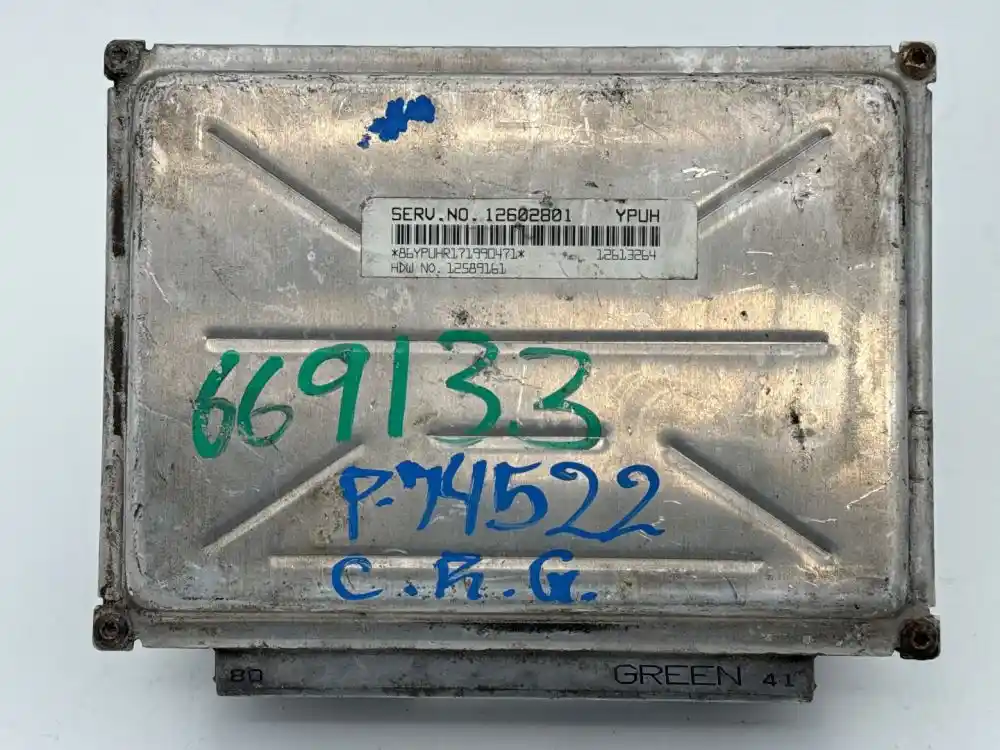 SERV.NO. 12602801 YPUH
*86YPUHR171990471* 12613264
HDW NO. 12589161
669133
P-74522
C.R.G.
80 GREEN 41